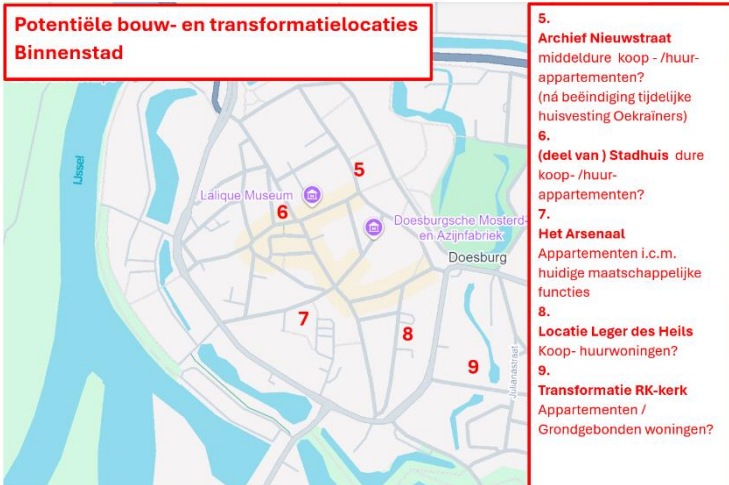 Potentiële bouw- en transformatielocaties
Binnenstad
IJssel
5
Lalique Museum
6
Doesburgsche Mosterd-
en Azijnfabriek
Doesburg
7
8
9
Julianastraat
5.
Archief Nieuwstraat
middeldure koop - /huur-
appartementen?
(ná beëindiging tijdelijke
huisvesting Oekraïners)
6.
(deel van ) Stadhuis dure
koop- /huur-
appartementen?
7.
Het Arsenaal
Appartementen i.c.m.
huidige maatschappelijke
functies
8.
Locatie Leger des Heils
Koop- huurwoningen?
9.
Transformatie RK-kerk
Appartementen /
Grondgebonden woningen?